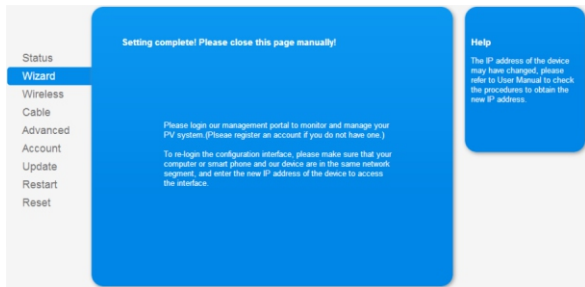 Status
Wizard
Wireless
Cable
Advanced
Account
Update
Restart
Reset
Setting complete! Please close this page manually!
Please login our management portal to monitor and manage your
PV system.(Plseae register an account if you do not have one.)
To re-login the configuration interface, please make sure that your
computer or smart phone and our device are in the same network
segment, and enter the new IP address of the device to access
the interface.
Help
The IP address of the device
may have changed, please
refer to User Manual to check
the procedures to obtain the
new IP address.